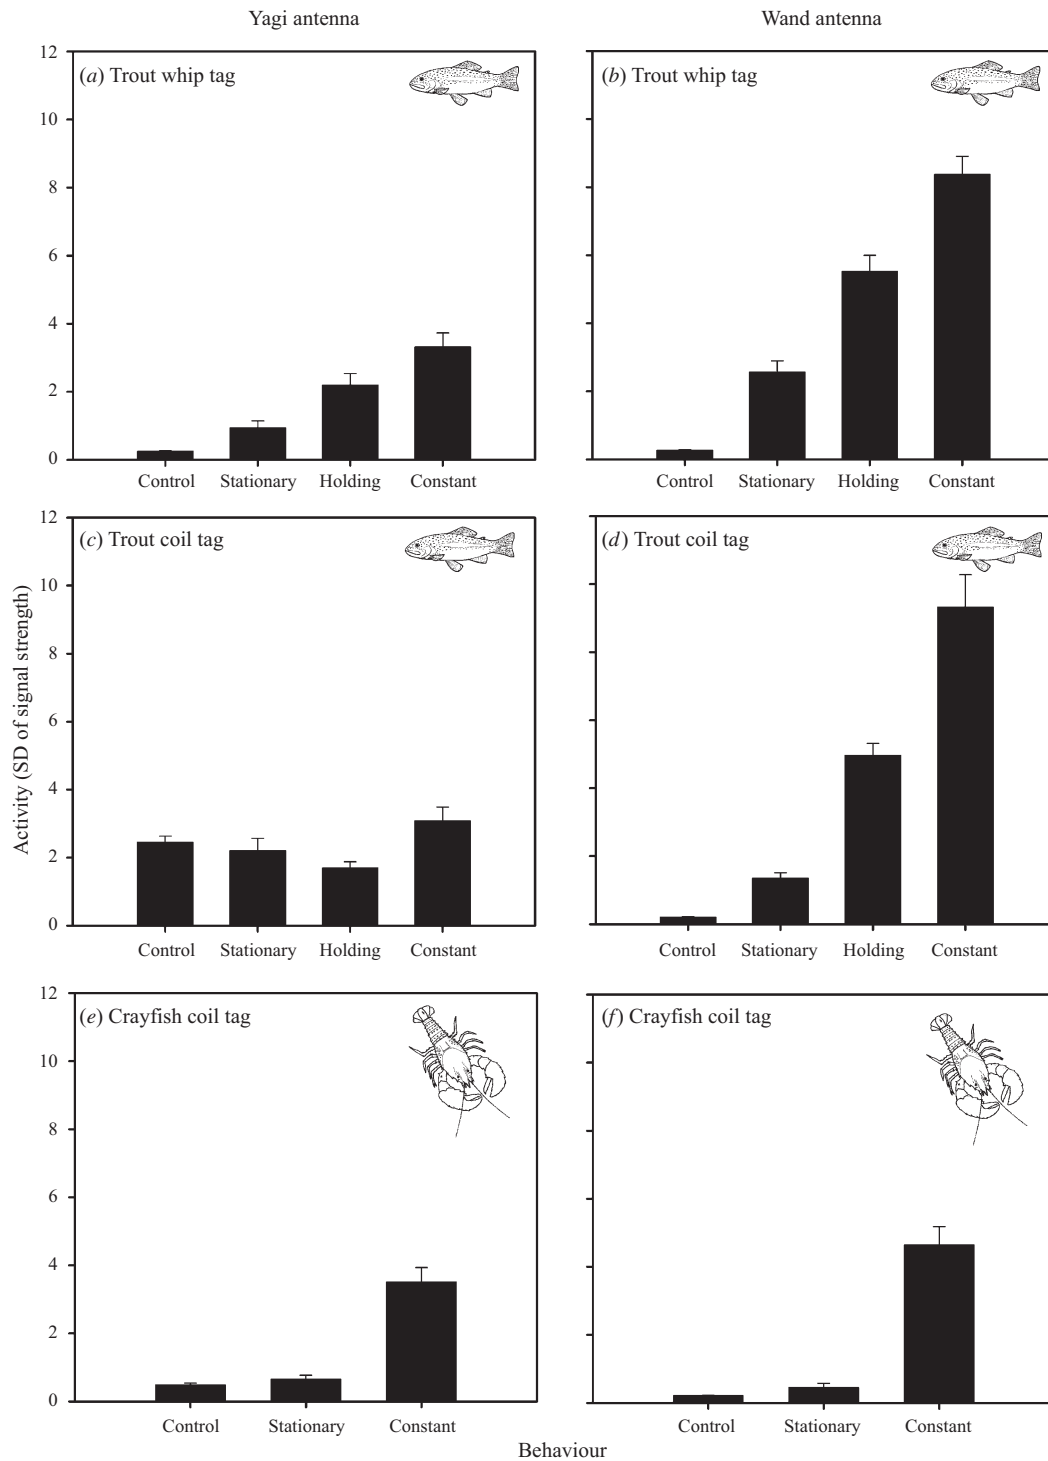 Yagi antenna
Wand antenna
12
10
8
6
4
2
0
(a) Trout whip tag
Control Stationary Holding Constant
(b) Trout whip tag
Control Stationary Holding Constant
Activity (SD of signal strength)
12
10
8
6
4
2
0
(c) Trout coil tag
Control Stationary Holding Constant
(d) Trout coil tag
Control Stationary Holding Constant
12
10
8
6
4
2
0
(e) Crayfish coil tag
Control Stationary Constant
(f) Crayfish coil tag
Control Stationary Constant
Behaviour